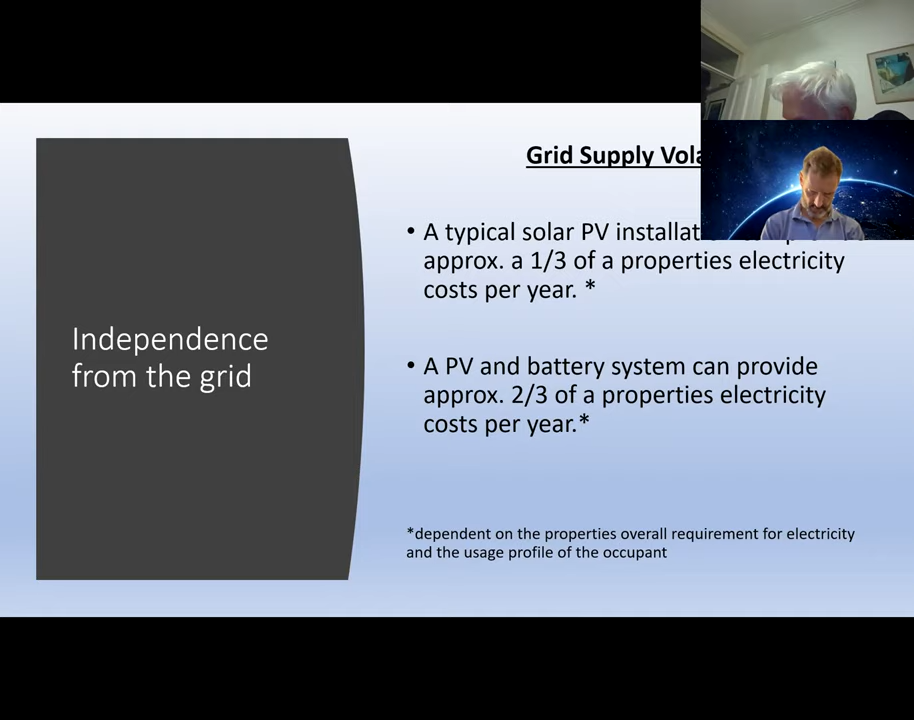 Independence
from the grid
Grid Supply
• A typical solar PV
approx. a 1/3 of a properties electricity
costs per year. *
• A PV and battery system can provide
approx. 2/3 of a properties electricity
costs per year.*
*dependent on the properties overall requirement for electricity
and the usage profile of the occupant